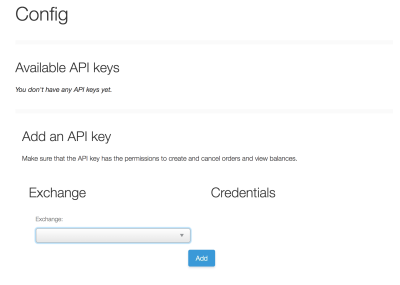 Config
Available API keys
You don't have any API keys yet.
Add an API key
Make sure that the API key has the permissions to create and cancel orders and view balances.
Exchange
Credentials
Exchange:
Add